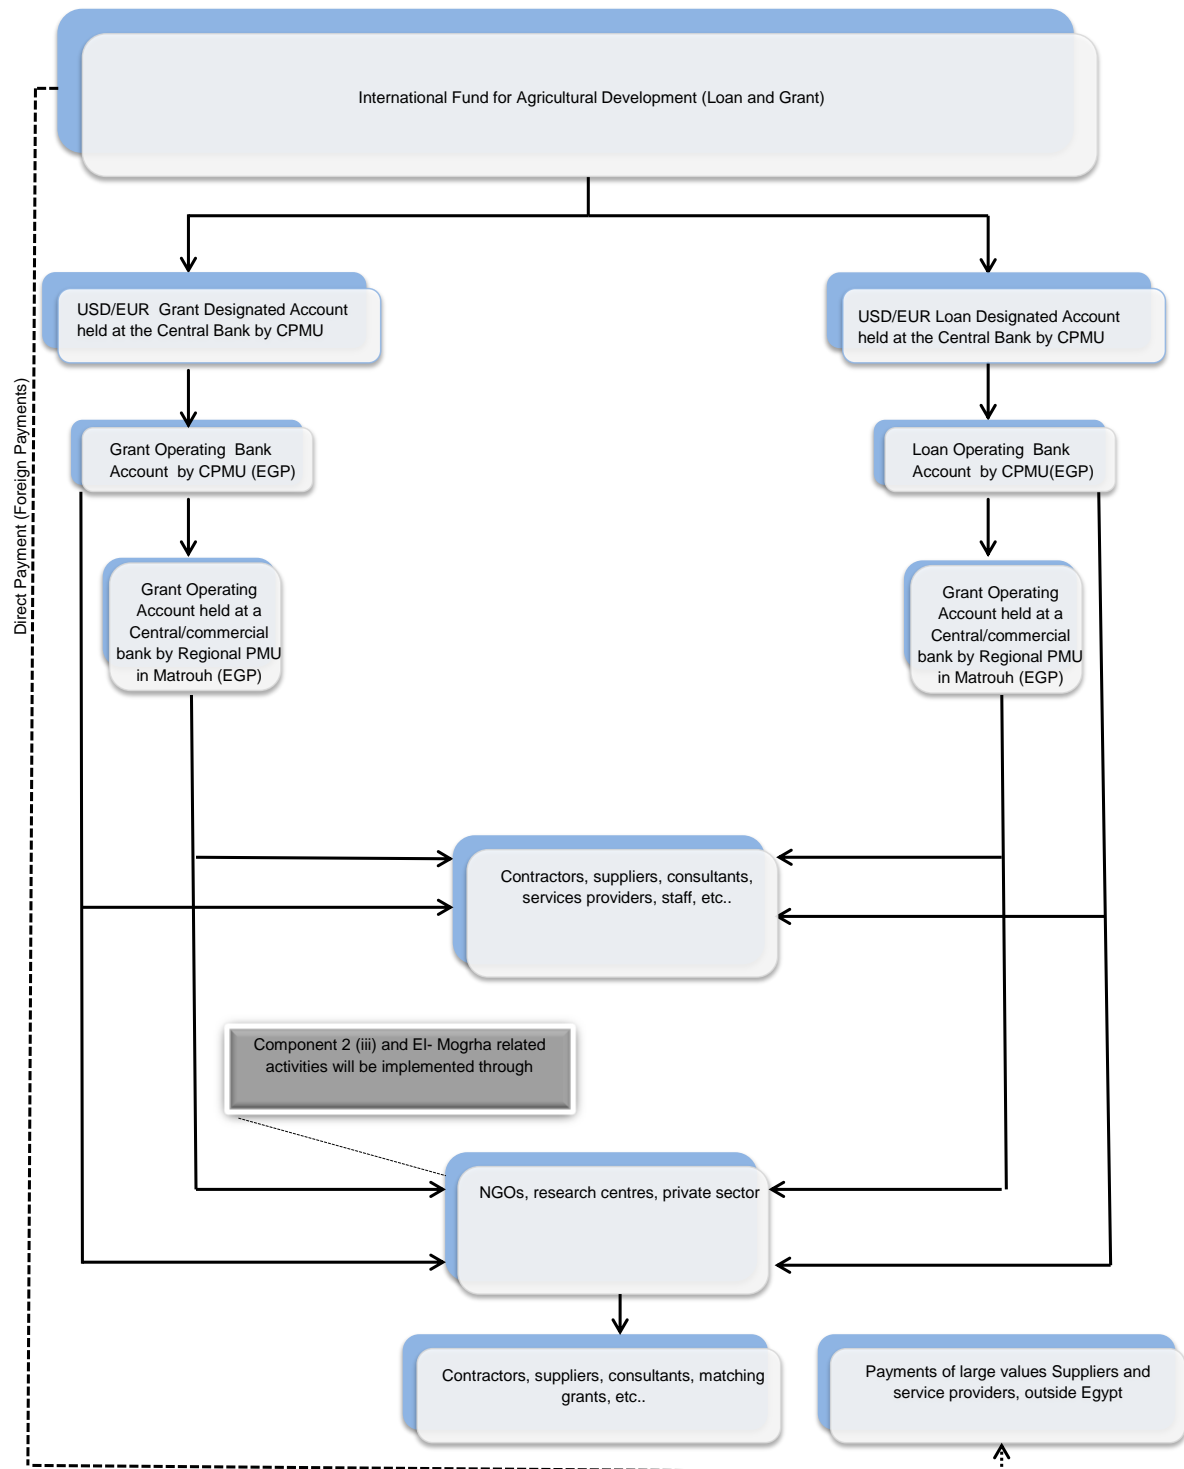 International Fund for Agricultural Development (Loan and Grant)
USD/EUR Grant Designated Account
held at the Central Bank by CPMU
USD/EUR Loan Designated Account
held at the Central Bank by CPMU
Direct Payment (Foreign Payments)
Grant Operating Bank
Account by CPMU (EGP)
Loan Operating Bank
Account by CPMU(EGP)
Grant Operating
Account held at a
Central/commercial
bank by Regional PMU
in Matrouh (EGP)
Grant Operating
Account held at a
Central/commercial
bank by Regional PMU
in Matrouh (EGP)
Contractors, suppliers, consultants,
services providers, staff, etc..
Component 2 (iii) and El- Mogrha related
activities will be implemented through
NGOs, research centres, private sector
Contractors, suppliers, consultants, matching
grants, etc..
Payments of large values Suppliers and
service providers, outside Egypt